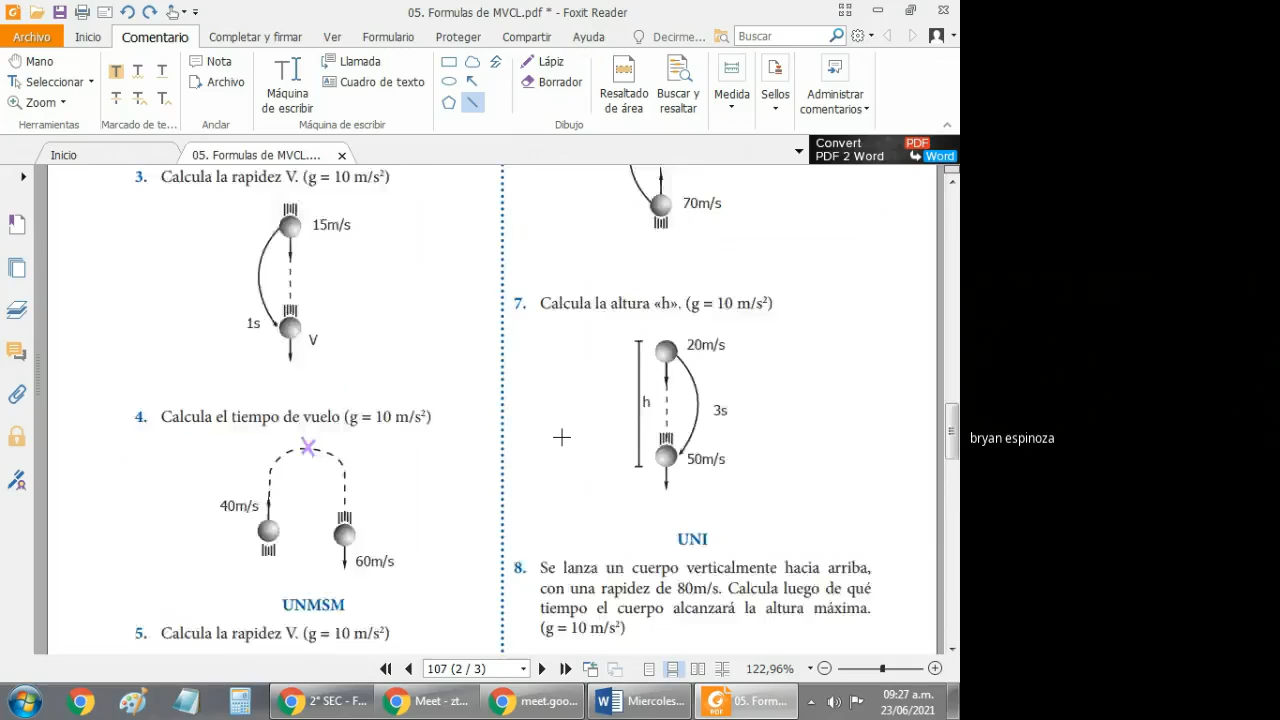 05. Formulas de MVCL.pdf * - Foxit Reader
Archivo Inicio Comentario Completar y firmar Ver Formulario Proteger Compartir Ayuda Decirme... Buscar
Mano
Seleccionar
Zoom
Herramientas
Marcado de te...
Nota
Archivo
Anclar
Máquina
de escribir
Llamada
Cuadro de texto
Máquina de escribir
Lápiz
Borrador
Dibujo
Resaltado
de área
Buscar y
resaltar
Medida
Sellos
Administrar
comentarios
Inicio
05. Formulas de MVCL....
Convert
PDF 2 Word
PDF
Word
3. Calcula la rapidez V. (g = 10 m/s²)
15m/s
1s
V
4. Calcula el tiempo de vuelo (g = 10 m/s²)
40m/s
60m/s
UNMSM
5. Calcula la rapidez V. (g = 10 m/s²)
70m/s
7. Calcula la altura «h». (g = 10 m/s²)
20m/s
h
3s
50m/s
UNI
8. Se lanza un cuerpo verticalmente hacia arriba,
con una rapidez de 80m/s. Calcula luego de qué
tiempo el cuerpo alcanzará la altura máxima.
(g = 10 m/s²)
bryan espinoza
107 (2 / 3)
122,96%
2° SEC - F...
Meet - zt...
meet.goo...
Miercoles...
05. Form...
09:27 a.m.
23/06/2021